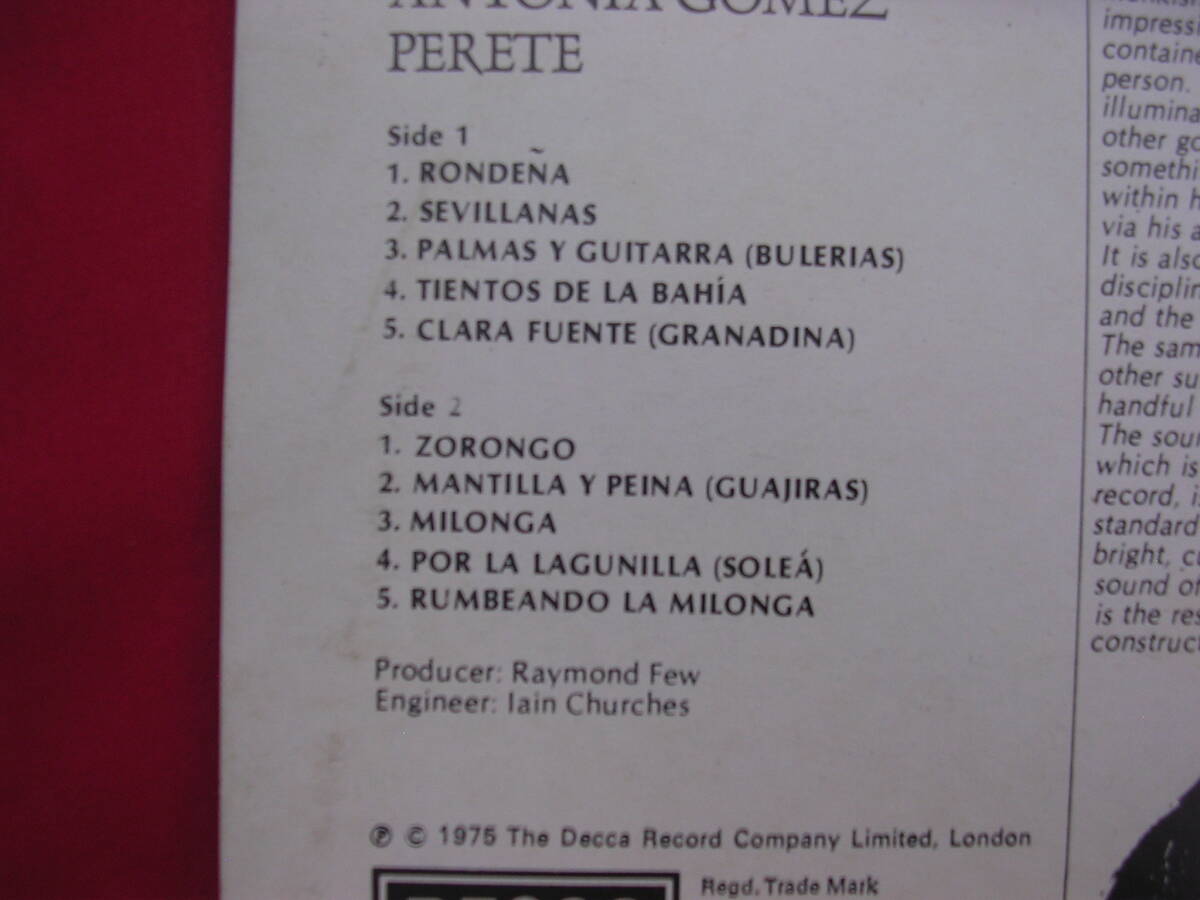 ANTONIA GOMEZ
PERETE
Side 1
1. RONDEÑA
2. SEVILLANAS
3. PALMAS Y GUITARRA (BULERIAS)
4. TIENTOS DE LA BAHÍA
5. CLARA FUENTE (GRANADINA)
Side 2
1. ZORONGO
2. MANTILLA Y PEINA (GUAJIRAS)
3. MILONGA
4. POR LA LAGUNILLA (SOLEÁ)
5. RUMBEANDO LA MILONGA
Producer: Raymond Few
Engineer: Iain Churches
℗ © 1975 The Decca Record Company Limited, London
Regd. Trade Mark
DECCA
impressi
containe
person.
illumina
other go
somethi
within h
via his a
It is also
disciplin
and the
The sam
other su
handful
The sour
which is
record, i
standard
bright, c
sound of
is the res
construct